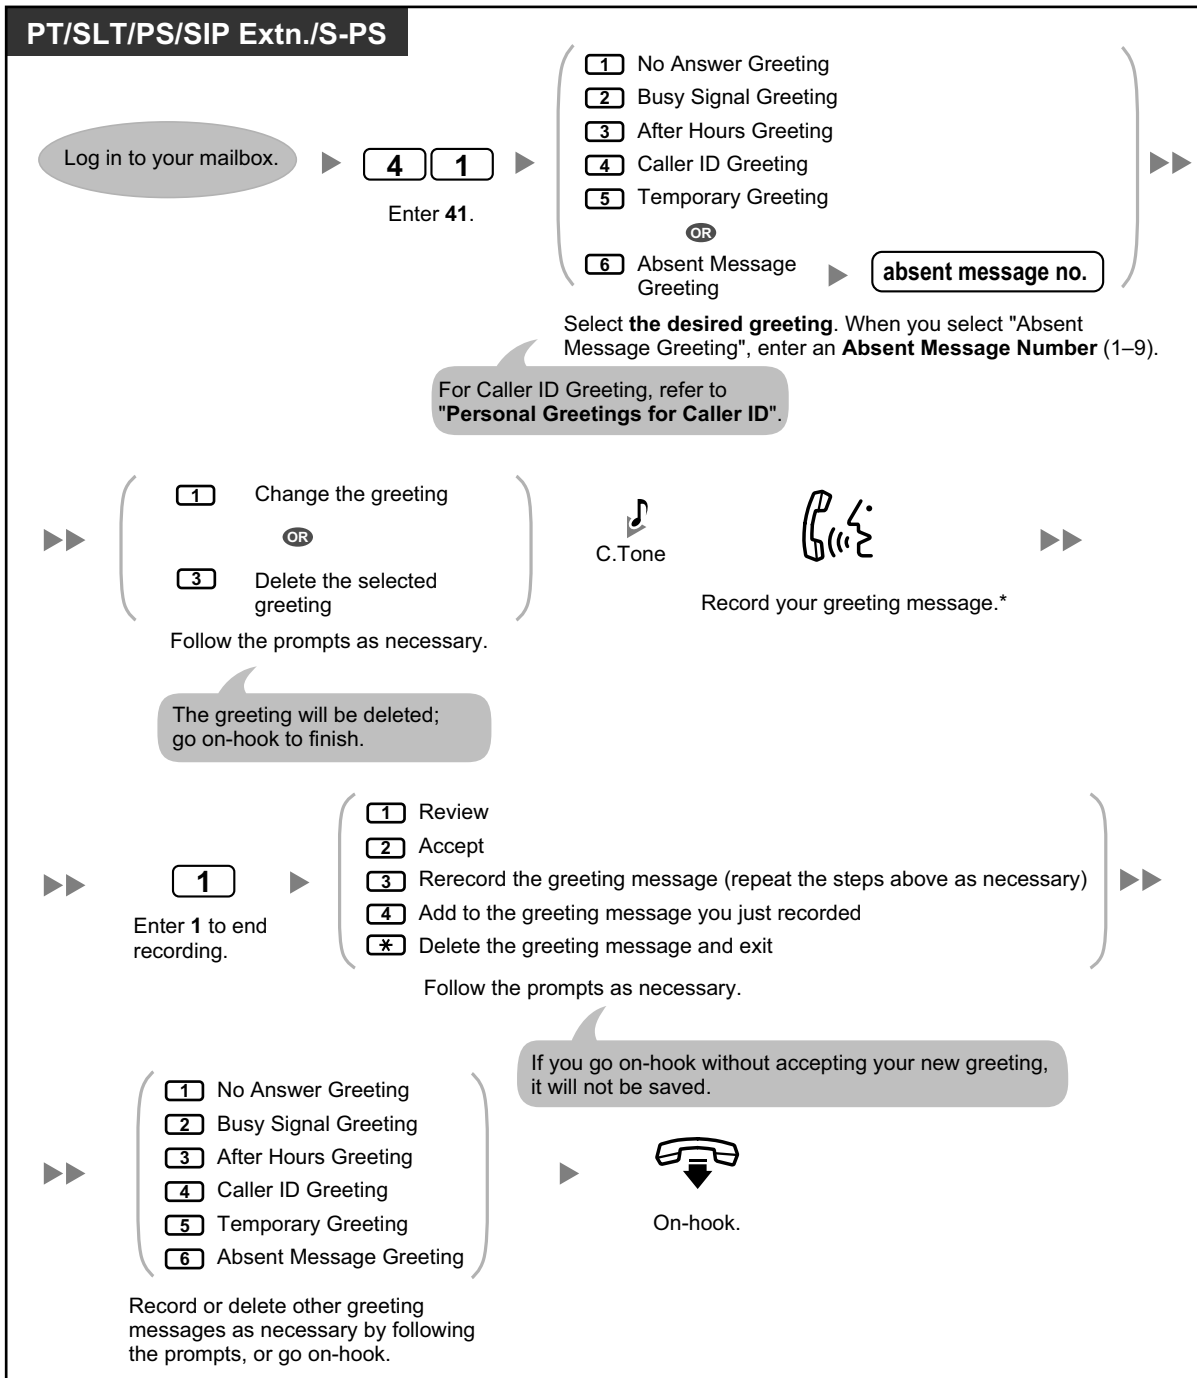 PT/SLT/PS/SIP Extn./S-PS
Log in to your mailbox.
4 1
Enter 41.
1 No Answer Greeting
2 Busy Signal Greeting
3 After Hours Greeting
4 Caller ID Greeting
5 Temporary Greeting
OR
6 Absent Message
Greeting
absent message no.
Select the desired greeting. When you select "Absent
Message Greeting", enter an Absent Message Number (1–9).
For Caller ID Greeting, refer to
"Personal Greetings for Caller ID".
1 Change the greeting
OR
3 Delete the selected
greeting
Follow the prompts as necessary.
The greeting will be deleted;
go on-hook to finish.
C.Tone
Record your greeting message.*
1
Enter 1 to end
recording.
1 Review
2 Accept
3 Rerecord the greeting message (repeat the steps above as necessary)
4 Add to the greeting message you just recorded
* Delete the greeting message and exit
Follow the prompts as necessary.
If you go on-hook without accepting your new greeting,
it will not be saved.
1 No Answer Greeting
2 Busy Signal Greeting
3 After Hours Greeting
4 Caller ID Greeting
5 Temporary Greeting
6 Absent Message Greeting
Record or delete other greeting
messages as necessary by following
the prompts, or go on-hook.
On-hook.